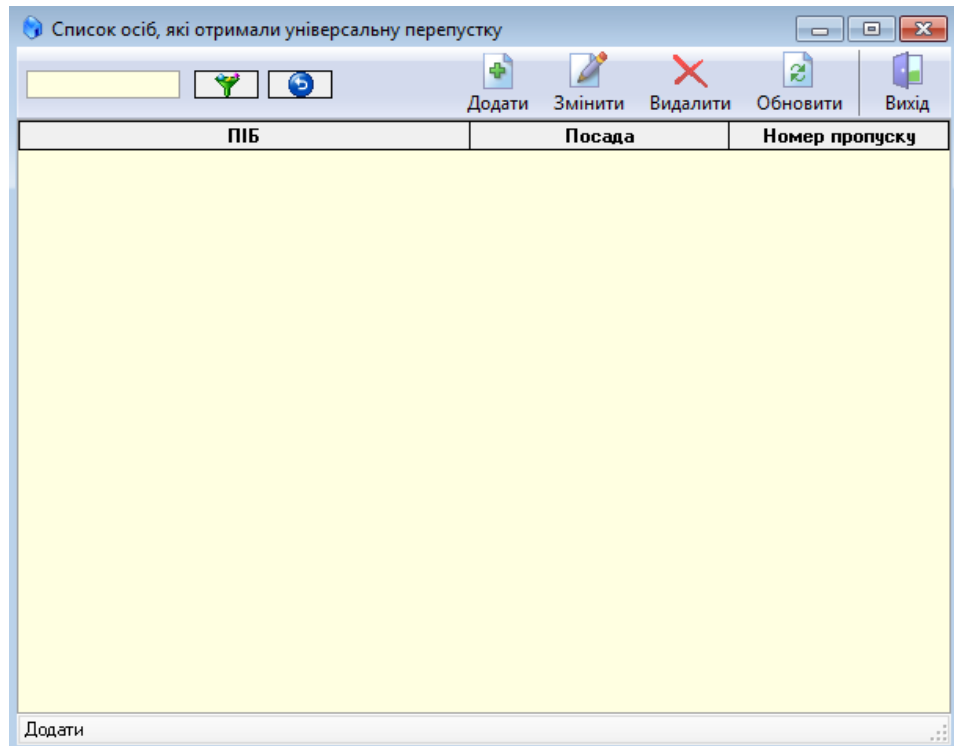 Список осіб, які отримали універсальну перепустку
Додати Змінити Видалити Обновити Вихід
ПІБ Посада Номер пропуску
Додати